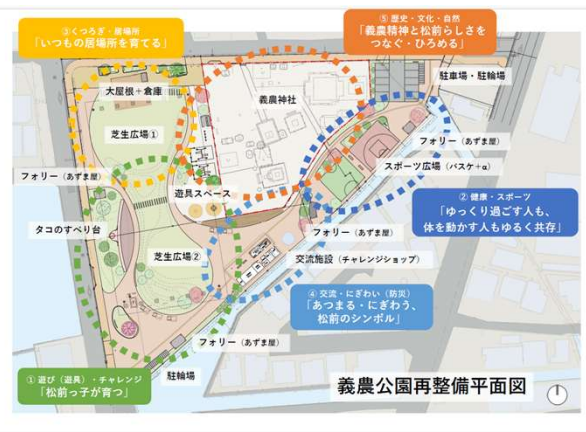 ③くつろぎ・居場所
「いつもの居場所を育てる」
⑤ 歴史・文化・自然
「義農精神と松前らしさを
つなぐ・ひろめる」
大屋根＋倉庫
義農神社
駐車場・駐輪場
芝生広場①
フォリー（あずま屋）
スポーツ広場（バスケ+α）
フォリー（あずま屋）
遊具スペース
② 健康・スポーツ
「ゆっくり過ごす人も、
体を動かす人もゆるく共存」
タコのすべり台
フォリー（あずま屋）
芝生広場②
交流施設（チャレンジショップ）
④ 交流・にぎわい（防災）
「あつまる・にぎわう、
松前のシンボル」
フォリー（あずま屋）
駐輪場
① 遊び（遊具）・チャレンジ
「松前っ子が育つ」
義農公園再整備平面図